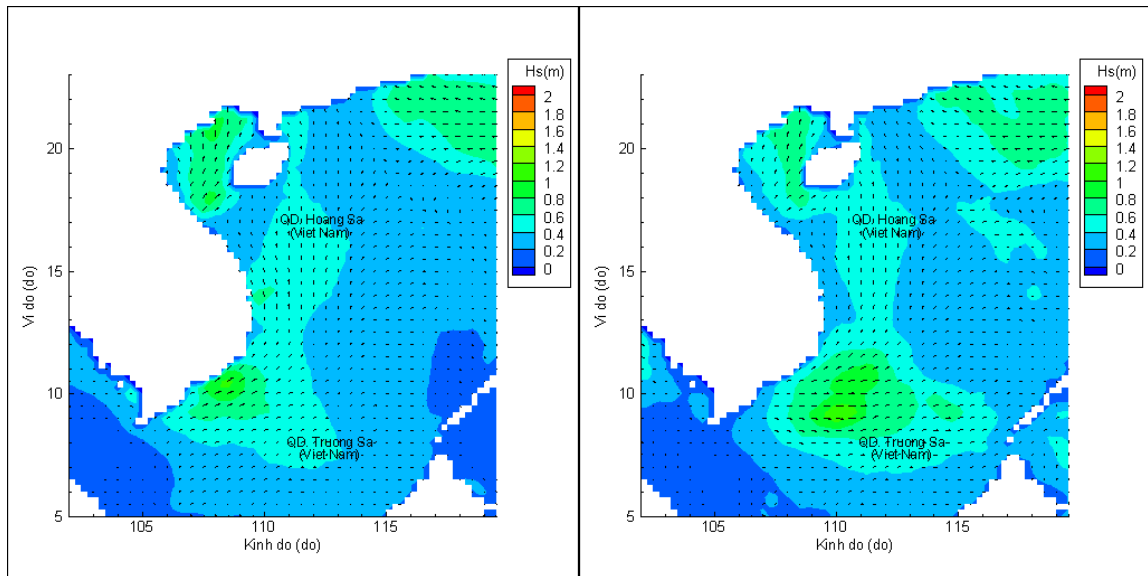 Hs(m)
2
1.8
1.6
1.4
1.2
1
0.8
0.6
0.4
0.2
0
20
15
10
5
Vi do (do)
QD. Hoang Sa
(Viet Nam)
QD. Truong Sa
(Viet Nam)
105
110
115
Kinh do (do)
Hs(m)
2
1.8
1.6
1.4
1.2
1
0.8
0.6
0.4
0.2
0
20
15
10
5
Vi do (do)
QD. Hoang Sa
(Viet Nam)
QD. Truong Sa
(Viet Nam)
105
110
115
Kinh do (do)